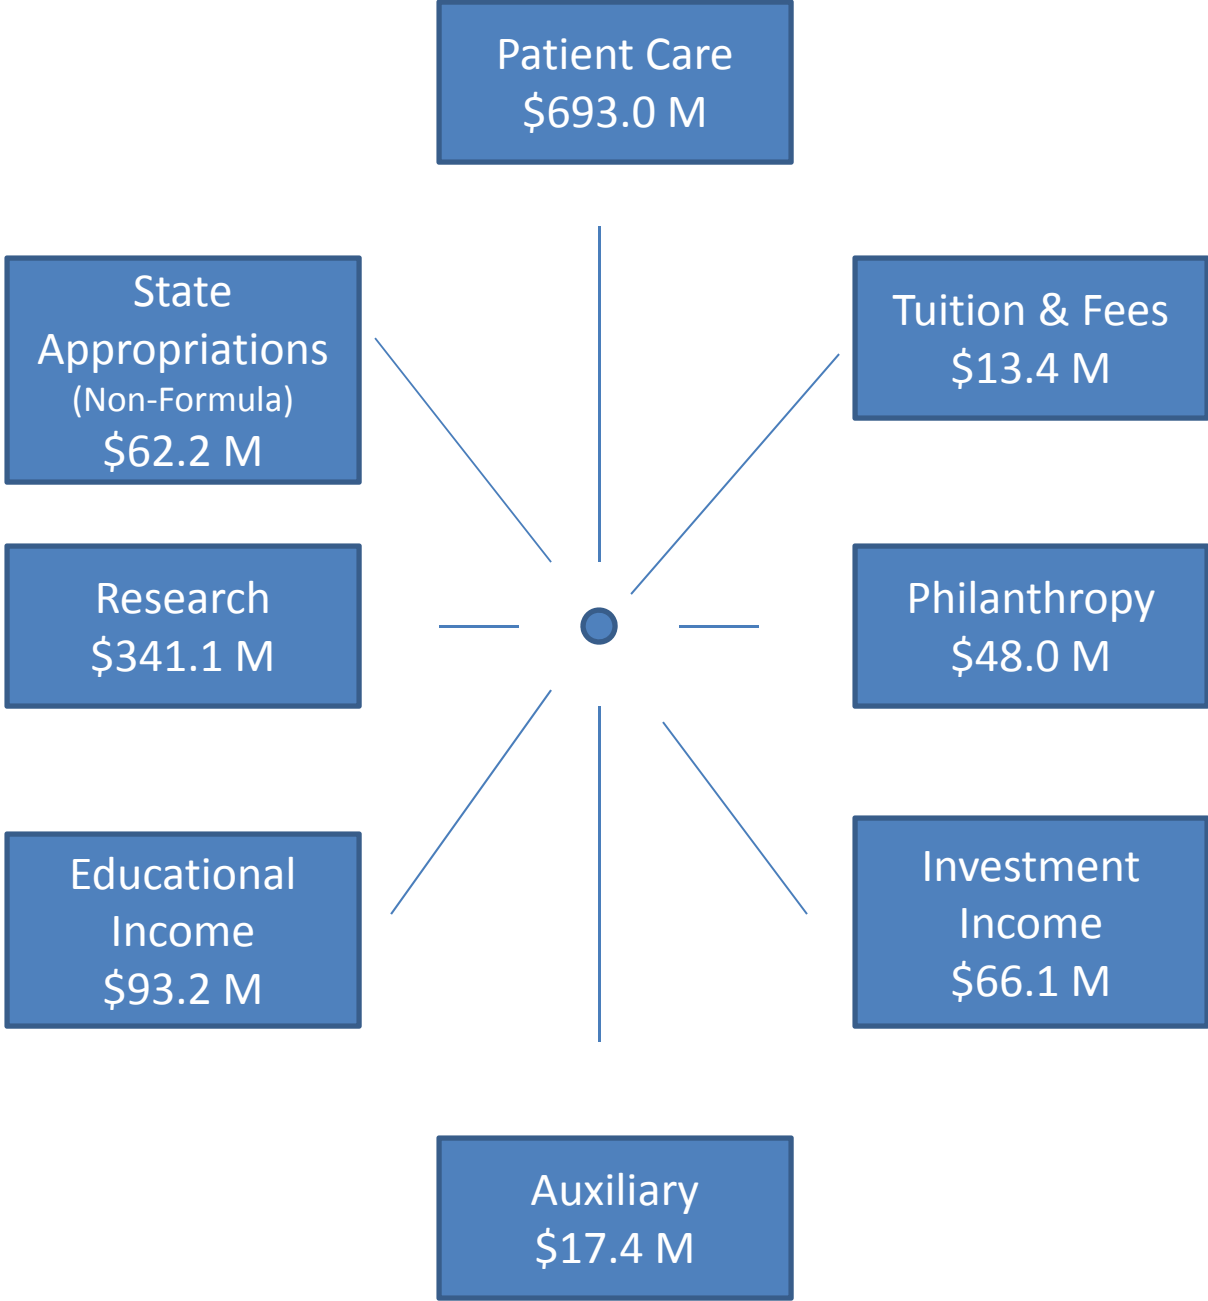 Patient Care
$693.0 M
State
Appropriations
(Non-Formula)
$62.2 M
Tuition & Fees
$13.4 M
Research
$341.1 M
Philanthropy
$48.0 M
Educational
Income
$93.2 M
Investment
Income
$66.1 M
Auxiliary
$17.4 M